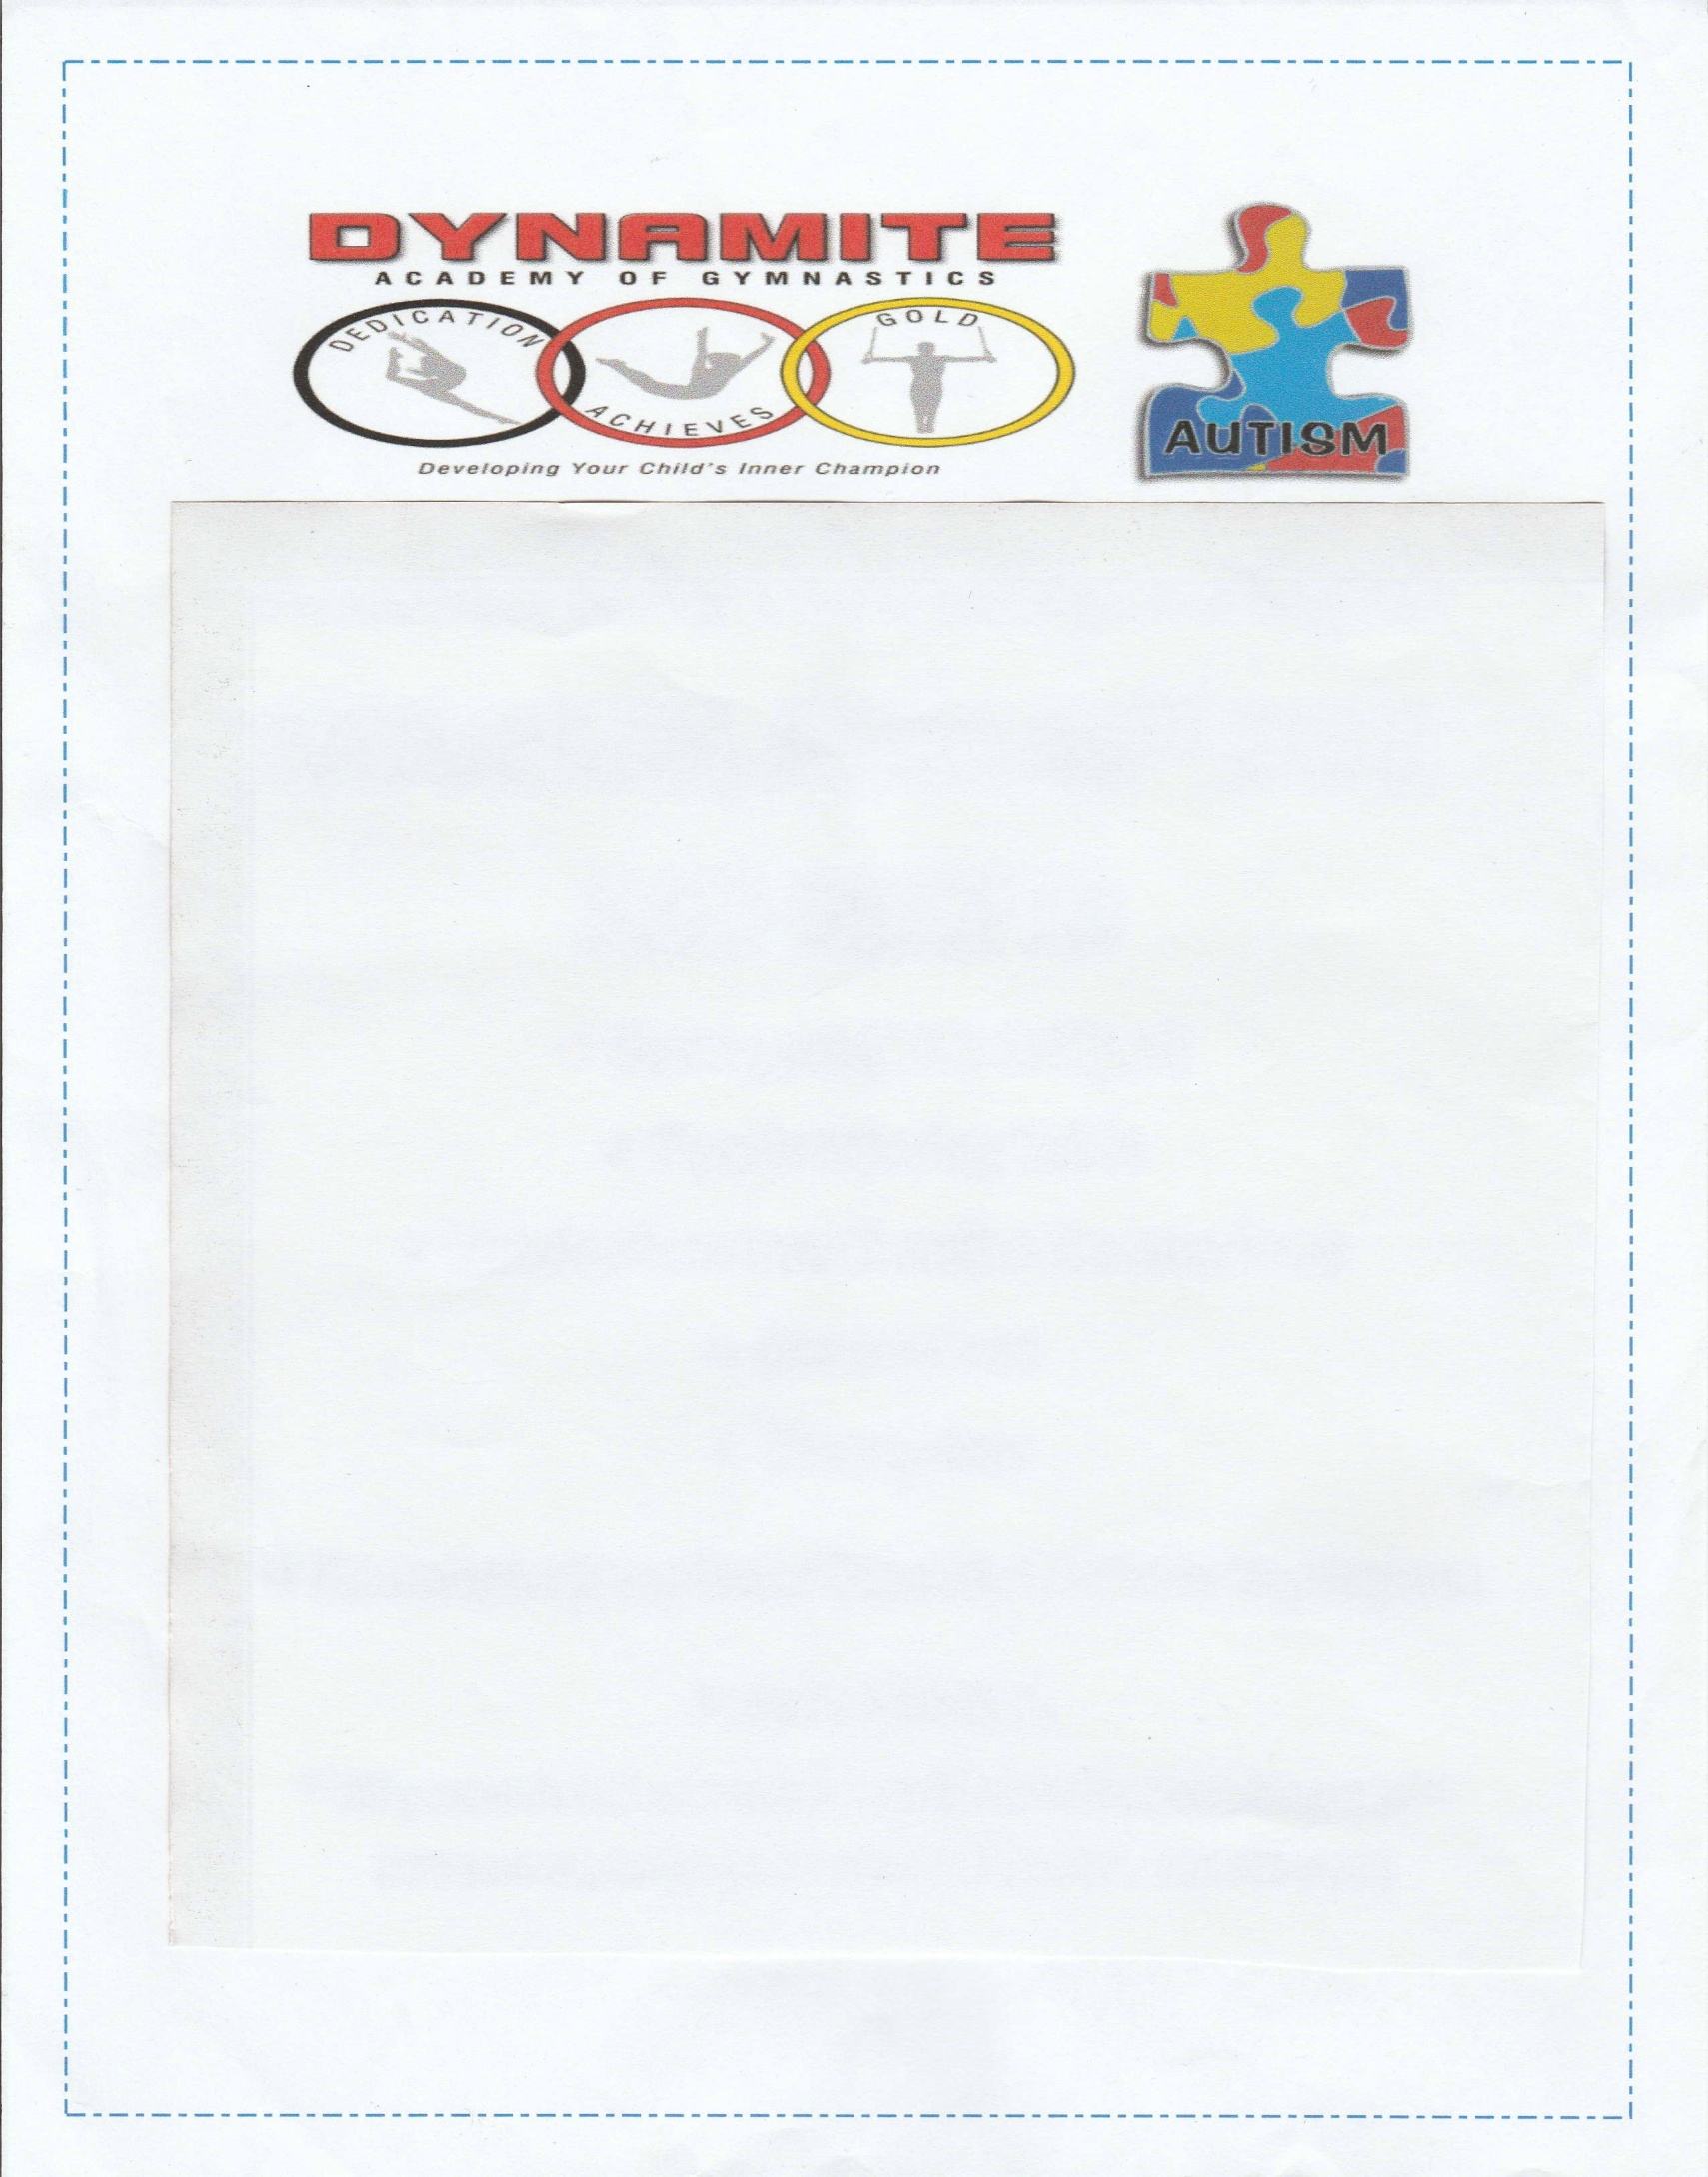 DYNAMITE
ACADEMY OF GYMNASTICS
DEDICATION
ACHIEVES
GOLD
Developing Your Child's Inner Champion
AUTISM